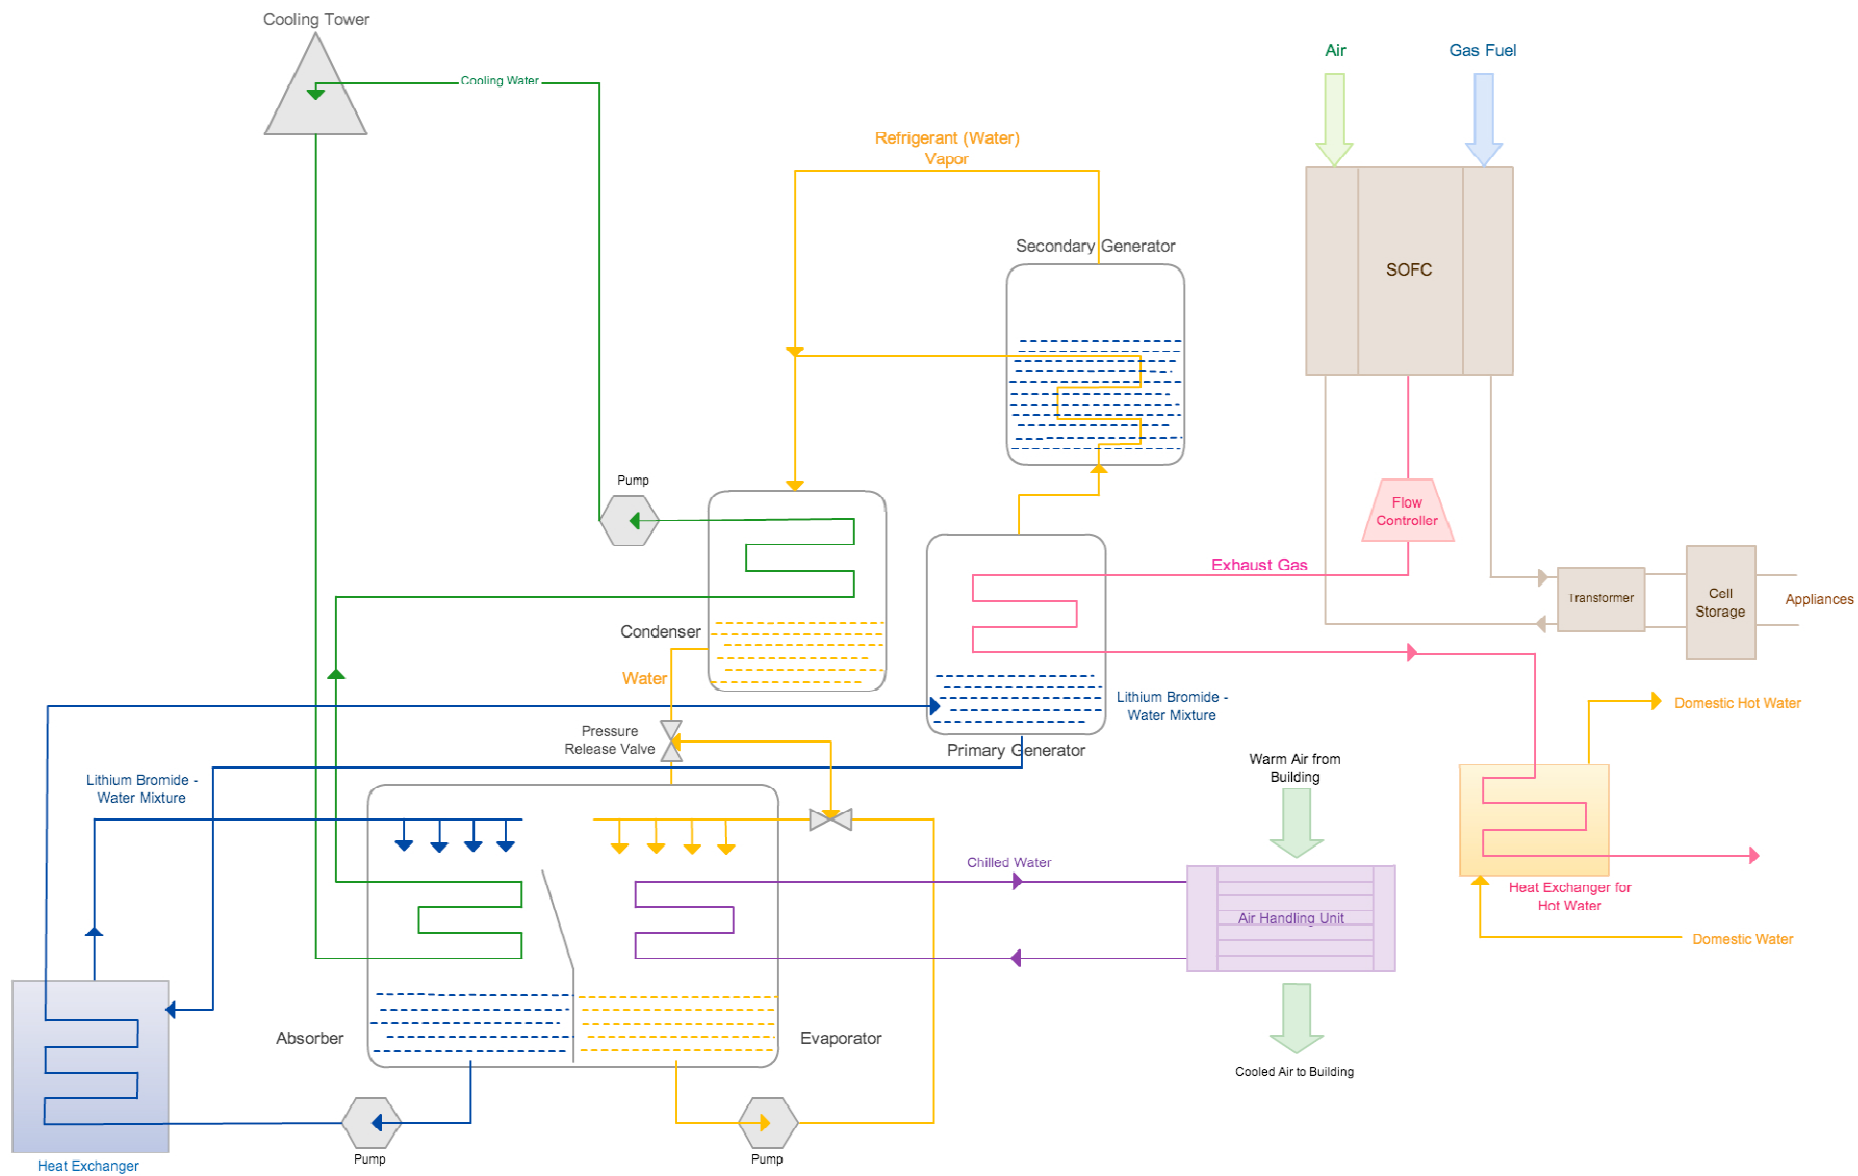 Cooling Tower
Cooling Water
Air
Gas Fuel
Refrigerant (Water)
Vapor
Secondary Generator
SOFC
Pump
Flow
Controller
Exhaust Gas
Transformer
Cell
Storage
Appliances
Condenser
Water
Lithium Bromide -
Water Mixture
Domestic Hot Water
Pressure
Release Valve
Primary Generator
Warm Air from
Building
Lithium Bromide -
Water Mixture
Chilled Water
Air Handling Unit
Heat Exchanger for
Hot Water
Domestic Water
Absorber
Evaporator
Cooled Air to Building
Heat Exchanger
Pump
Pump